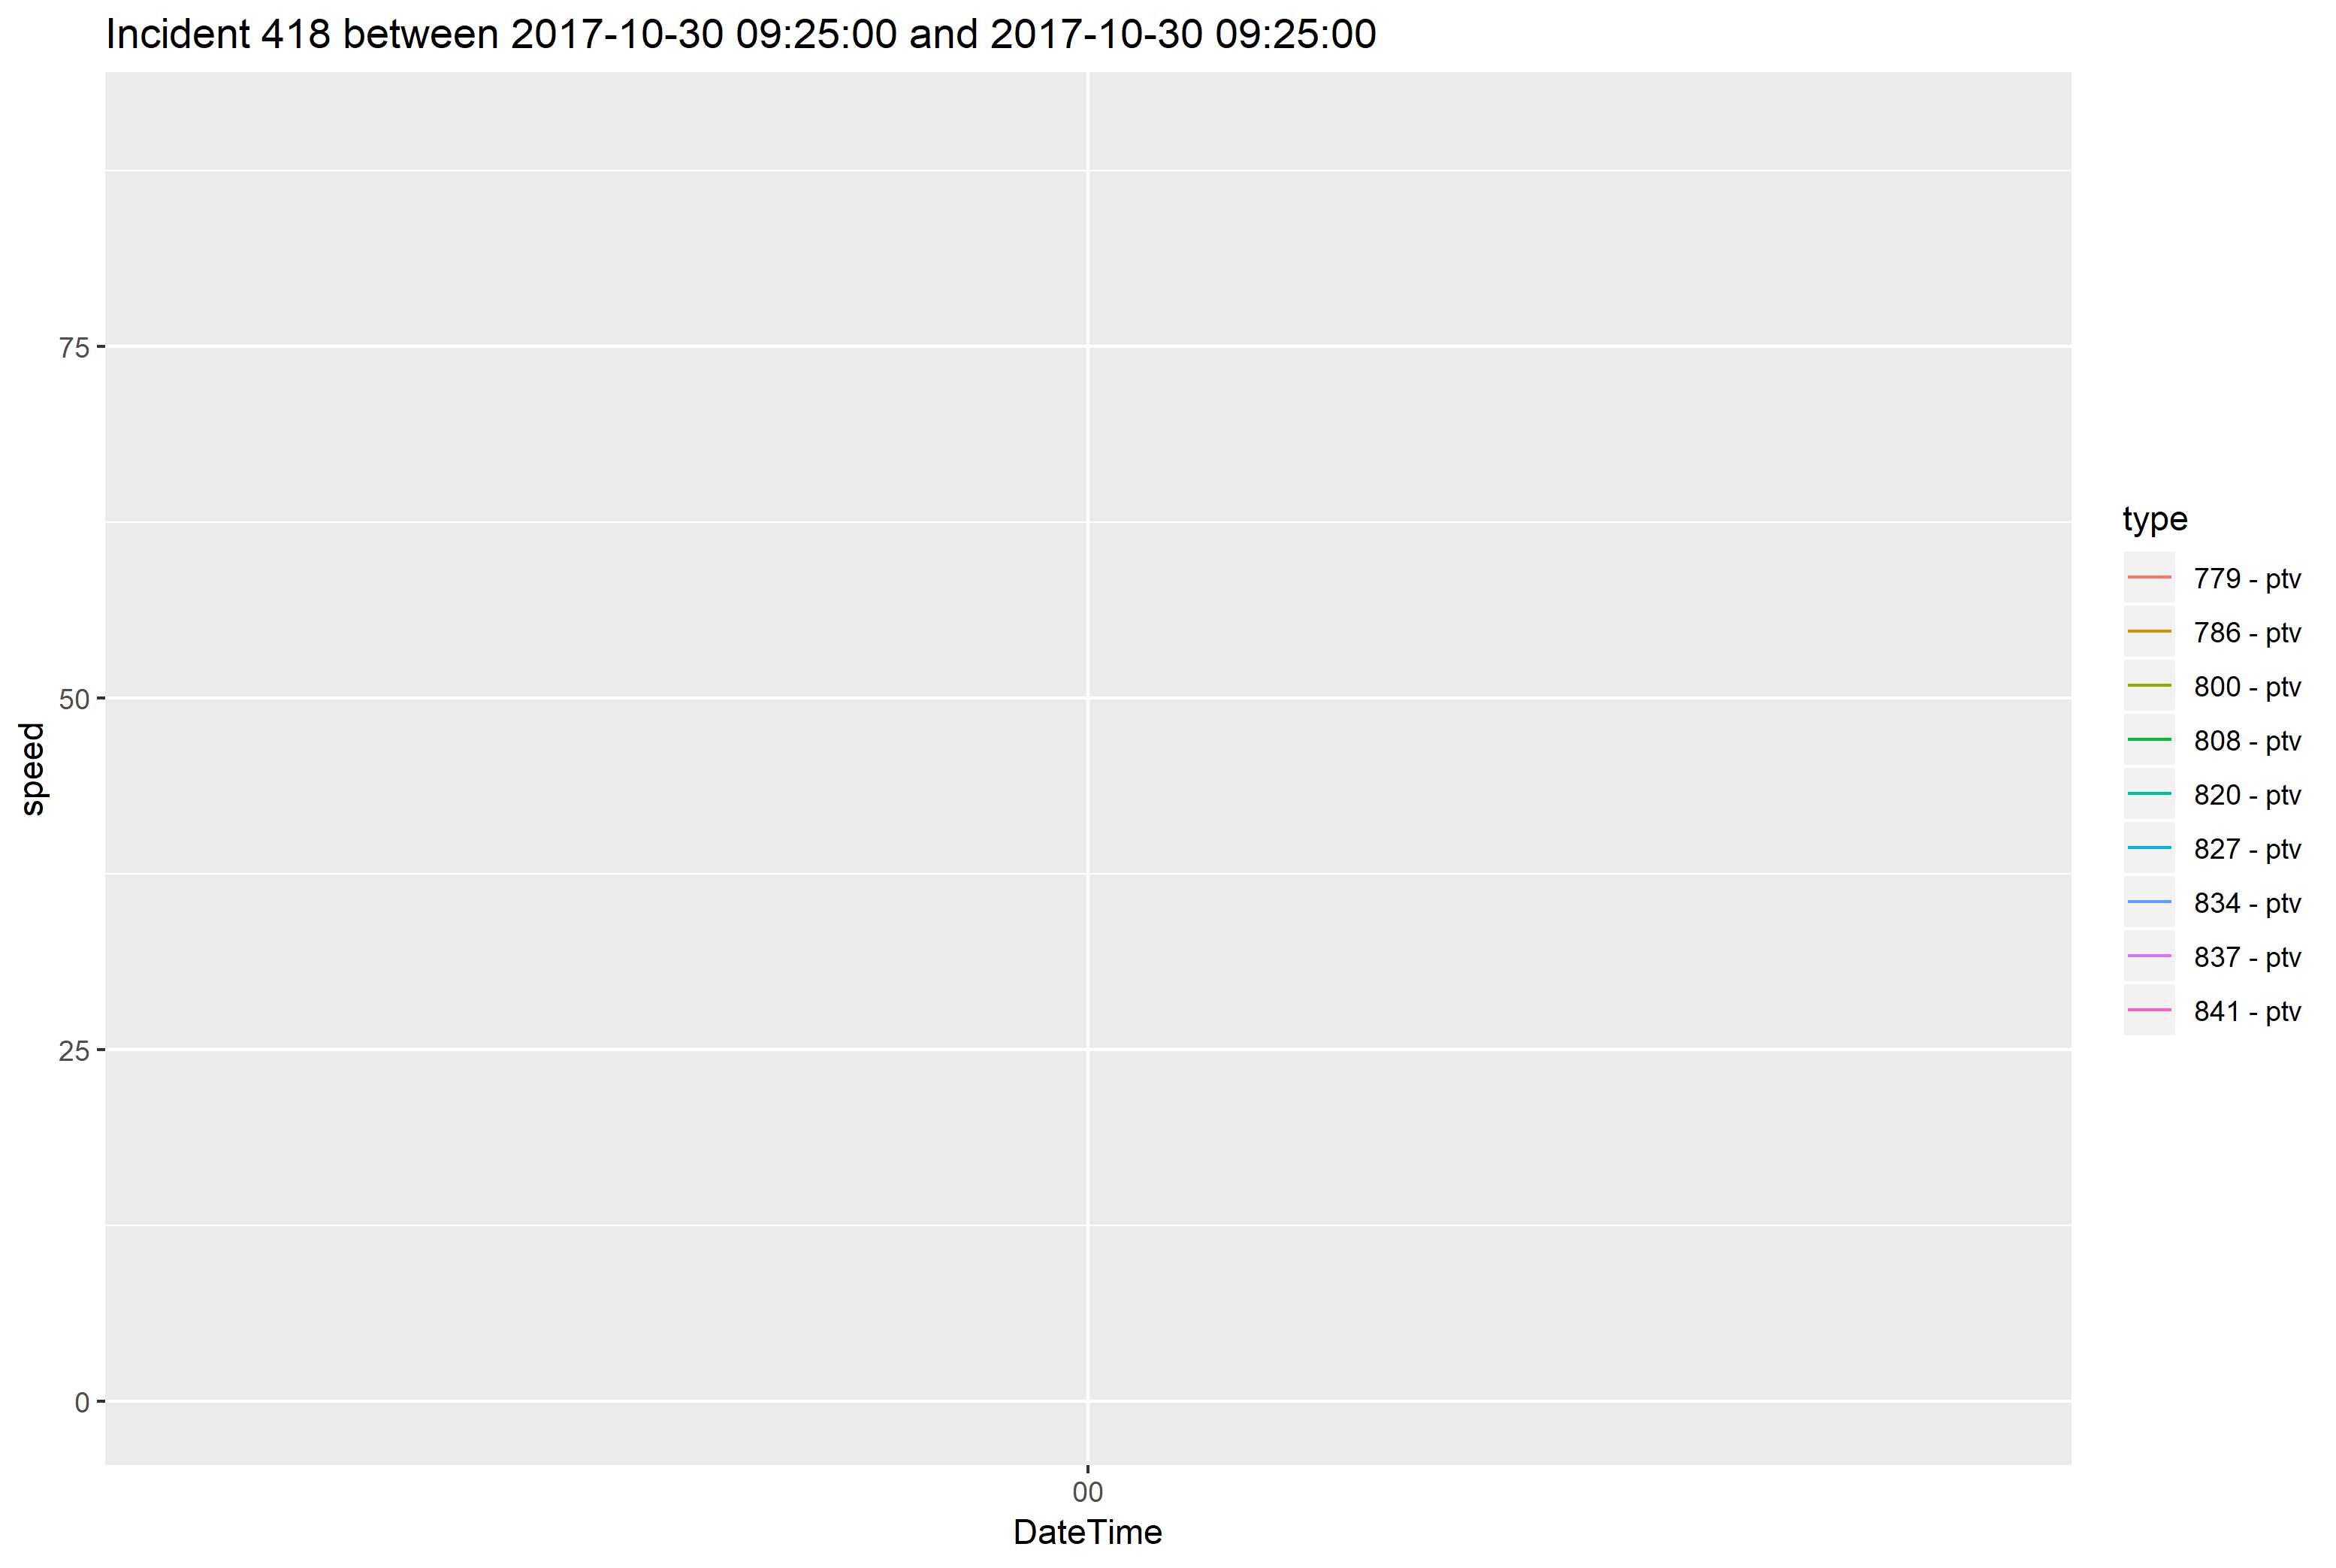 Incident 418 between 2017-10-30 09:25:00 and 2017-10-30 09:25:00
75
50
25
0
speed
00
DateTime
type
779 - ptv
786 - ptv
800 - ptv
808 - ptv
820 - ptv
827 - ptv
834 - ptv
837 - ptv
841 - ptv